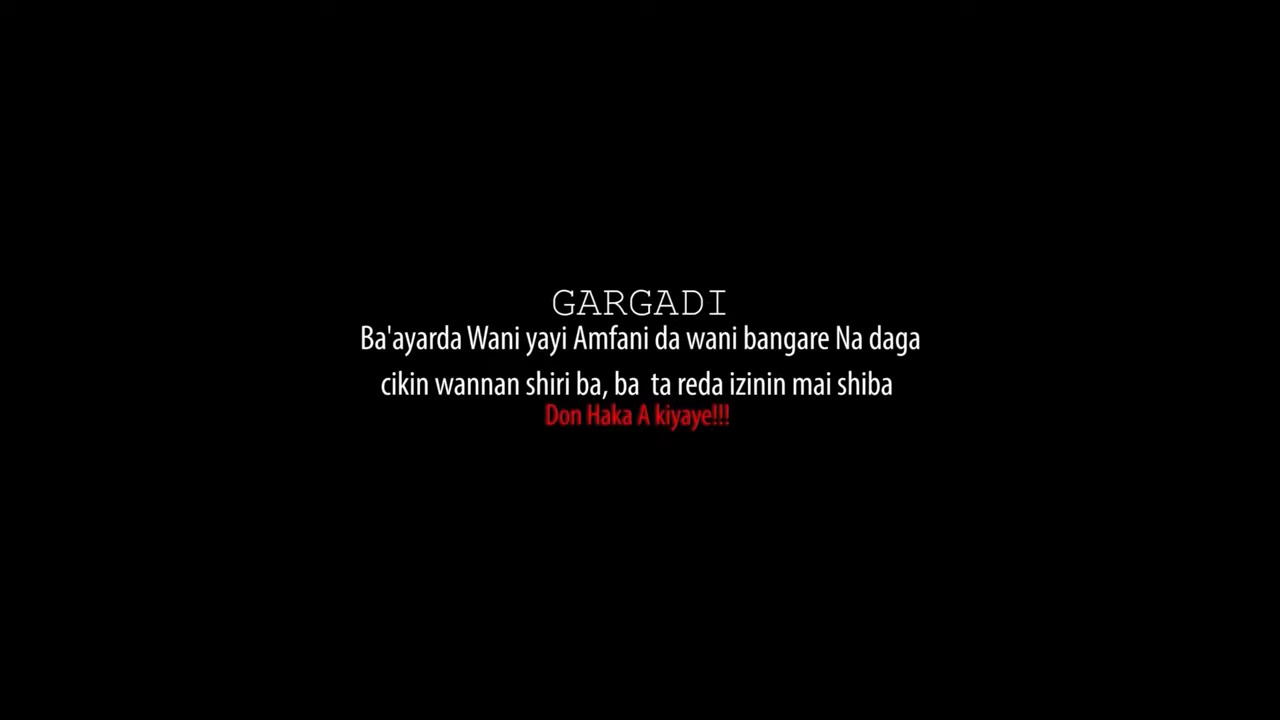 GARGADI
Ba'ayarda Wani yayi Amfani da wani bangare Na daga
cikin wannan shiri ba, ba ta reda izinin mai shiba
Don Haka A kiyaye!!!